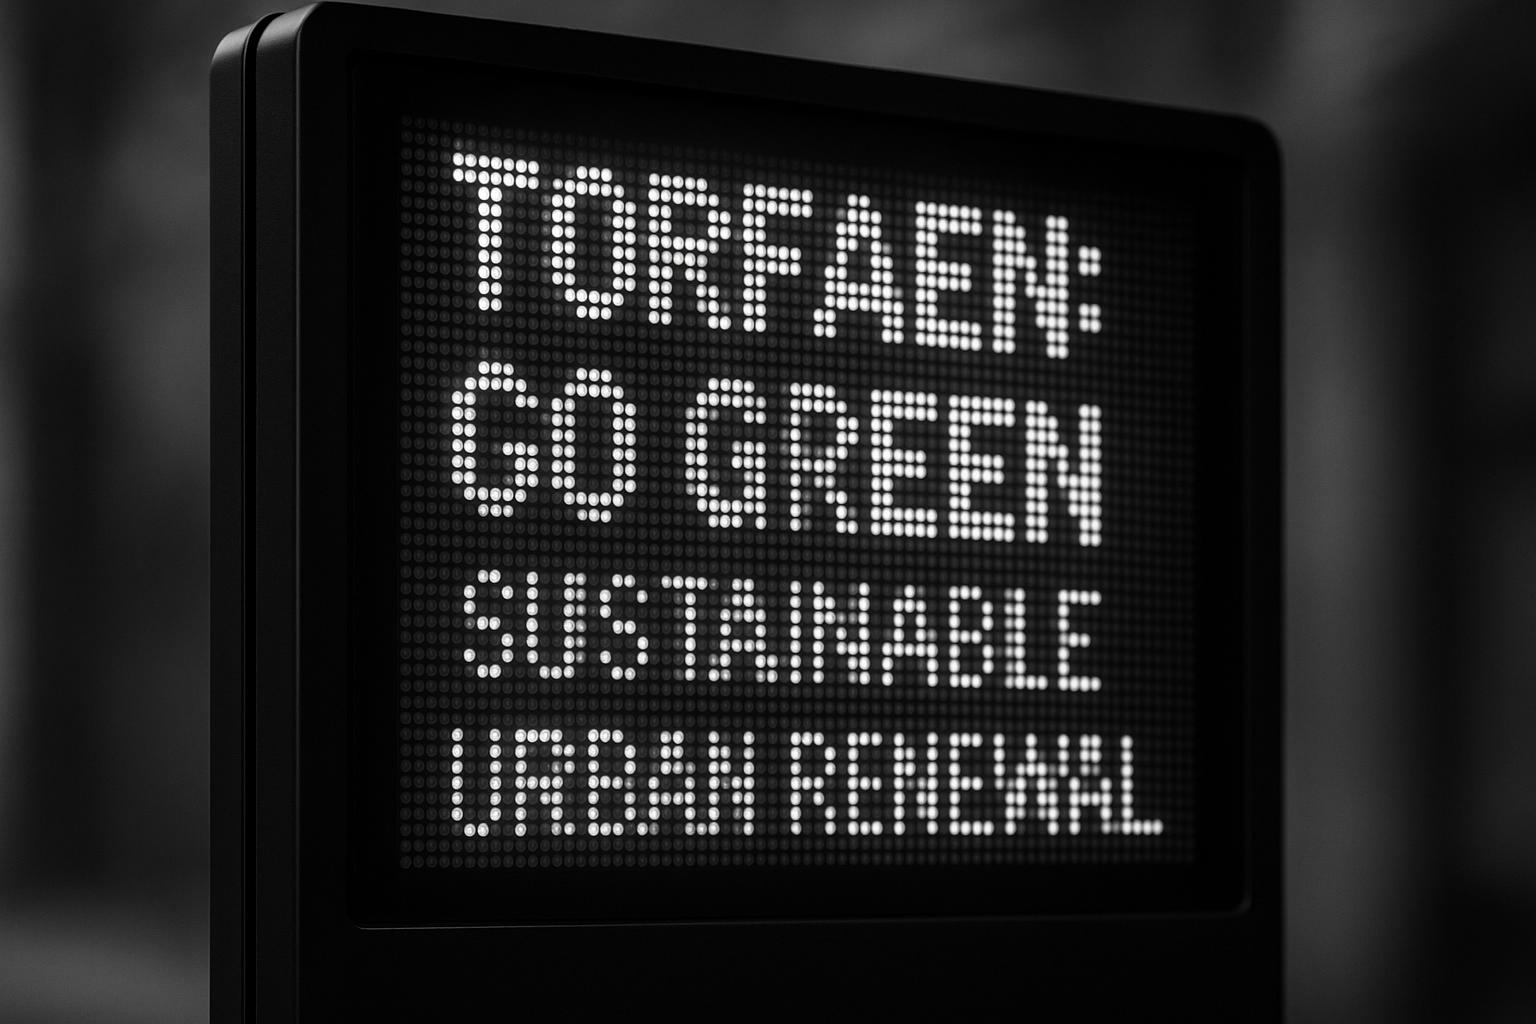 TORFAEN:
GO GREEN
SUSTAINABLE
URBAN RENEWAL